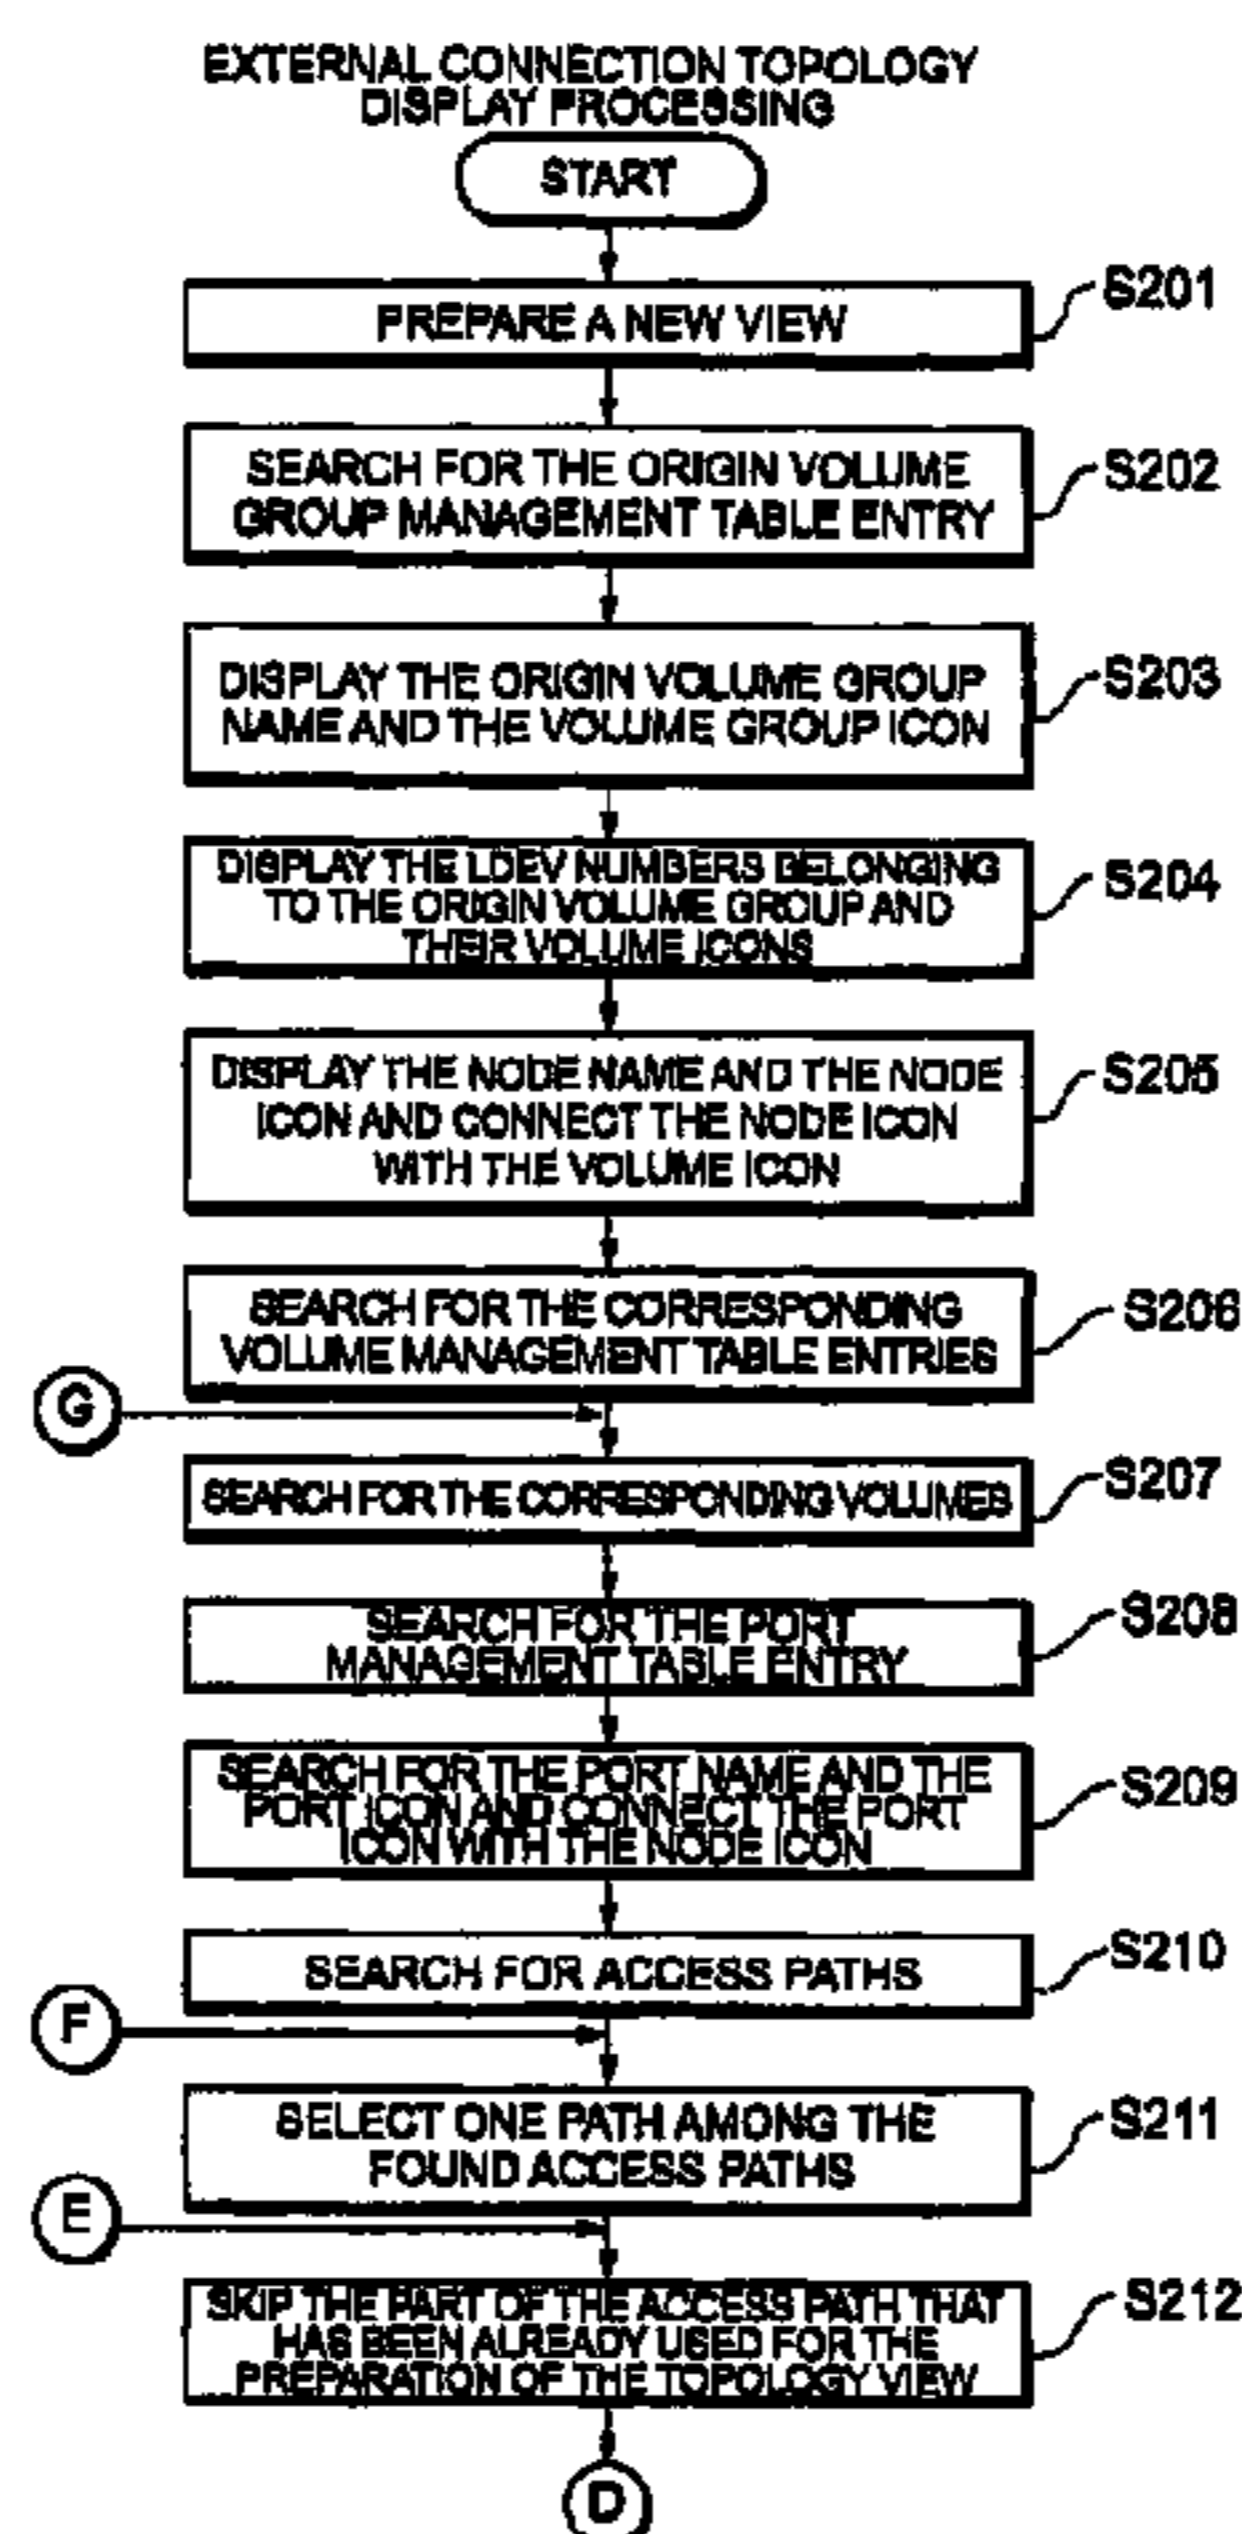 EXTERNAL CONNECTION TOPOLOGY
DISPLAY PROCESSING
START
PREPARE A NEW VIEW
S201
SEARCH FOR THE ORIGIN VOLUME
GROUP MANAGEMENT TABLE ENTRY
S202
DISPLAY THE ORIGIN VOLUME GROUP
NAME AND THE VOLUME GROUP ICON
S203
DISPLAY THE LDEV NUMBERS BELONGING
TO THE ORIGIN VOLUME GROUP AND
THEIR VOLUME ICONS
S204
DISPLAY THE NODE NAME AND THE NODE
ICON AND CONNECT THE NODE ICON
WITH THE VOLUME ICON
S205
SEARCH FOR THE CORRESPONDING
VOLUME MANAGEMENT TABLE ENTRIES
S206
G
SEARCH FOR THE CORRESPONDING VOLUMES
S207
SEARCH FOR THE PORT
MANAGEMENT TABLE ENTRY
S208
SEARCH FOR THE PORT NAME AND THE
PORT ICON AND CONNECT THE PORT
ICON WITH THE NODE ICON
S209
SEARCH FOR ACCESS PATHS
S210
F
SELECT ONE PATH AMONG THE
FOUND ACCESS PATHS
S211
E
SKIP THE PART OF THE ACCESS PATH THAT
HAS BEEN ALREADY USED FOR THE
PREPARATION OF THE TOPOLOGY VIEW
S212
D